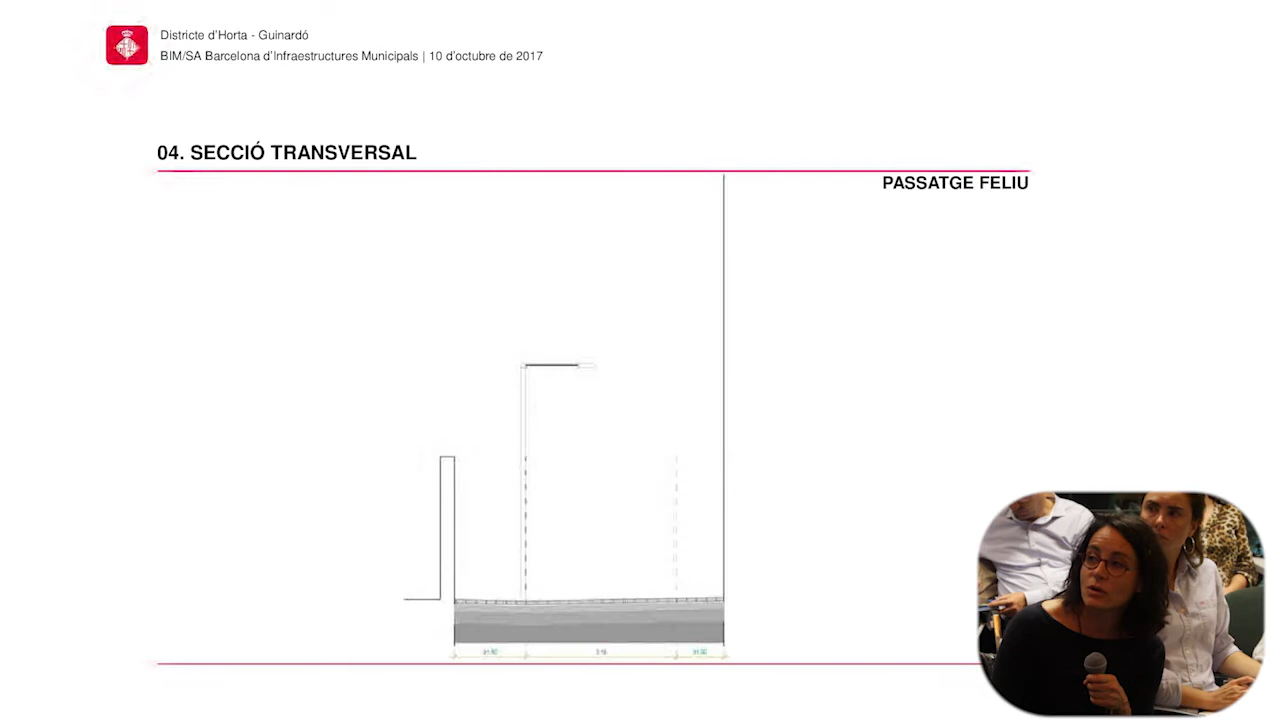 Districte d'Horta - Guinardó
BIM/SA Barcelona d'Infraestructures Municipals | 10 d'octubre de 2017
04. SECCIÓ TRANSVERSAL
PASSATGE FELIU